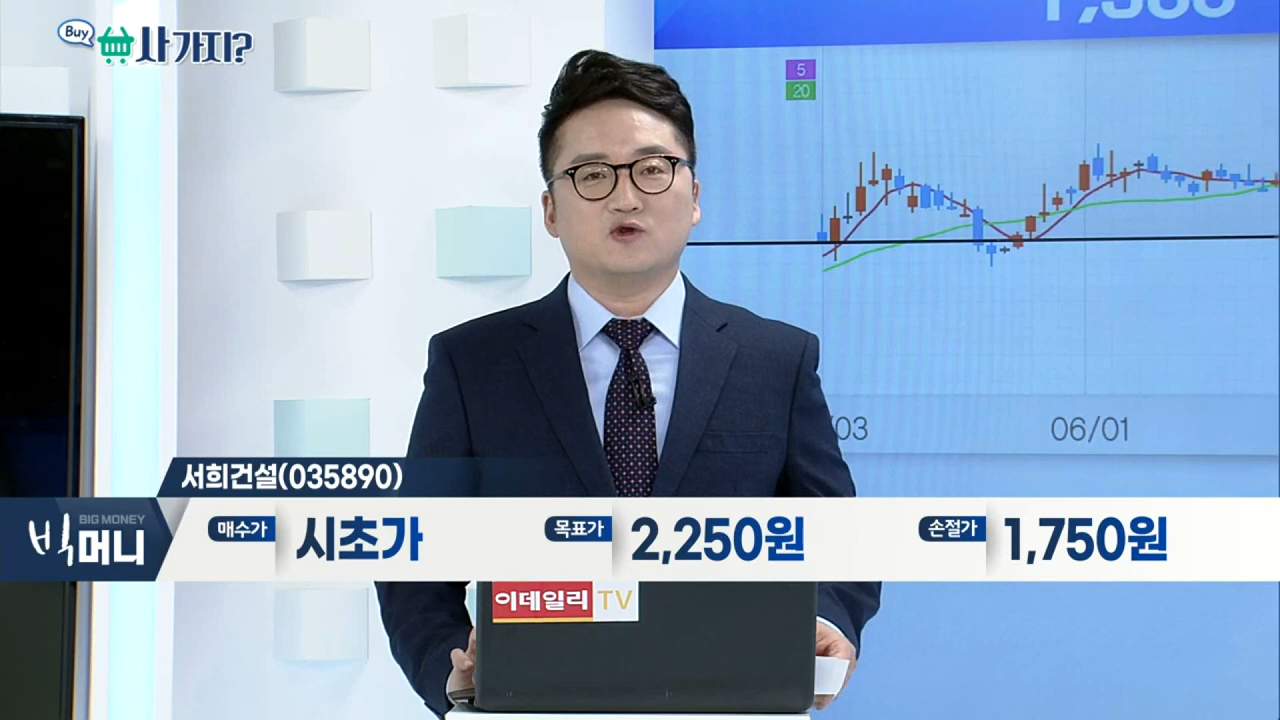 Buy
사가지?
5
20
03
06/01
서희건설(035890)
BIG MONEY
빅머니
매수가
시초가
목표가
2,250원
손절가
1,750원
이데일리 TV